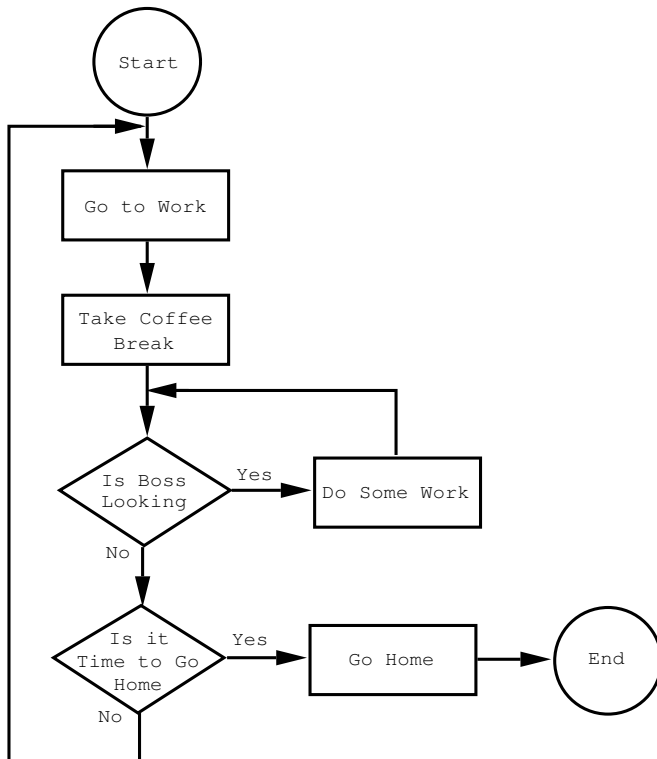 Start
Go to Work
Take Coffee
Break
Is Boss
Looking
Yes
Do Some Work
No
Is it
Time to Go
Home
Yes
Go Home
End
No